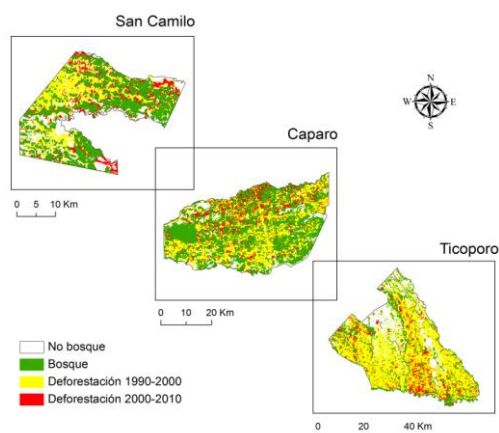 San Camilo
N
W E
S
0 5 10 Km
Caparo
0 10 20 Km
Ticoporo
0 20 40 Km
No bosque
Bosque
Deforestación 1990-2000
Deforestación 2000-2010